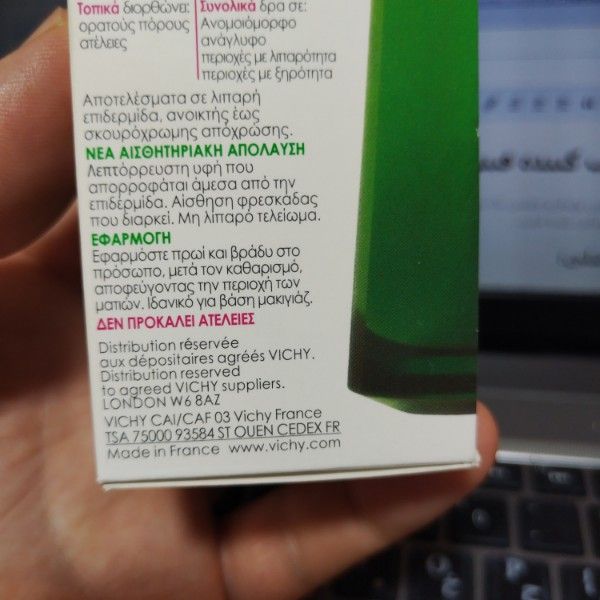 Τοπικά διορθώνει:
ορατούς πόρους
ατέλειες
Συνολικά δρα σε:
Ανομοιόμορφο
ανάγλυφο
περιοχές με λιπαρότητα
περιοχές με ξηρότητα
Αποτελέσματα σε λιπαρή
επιδερμίδα, ανοικτής έως
σκουρόχρωμης απόχρωσης.
ΝΕΑ ΑΙΣΘΗΤΗΡΙΑΚΗ ΑΠΟΛΑΥΣΗ
Λεπτόρρευστη υφή που
απορροφάται άμεσα από την
επιδερμίδα. Αίσθηση φρεσκάδας
που διαρκεί. Μη λιπαρό τελείωμα.
ΕΦΑΡΜΟΓΗ
Εφαρμόστε πρωί και βράδυ στο
πρόσωπο, μετά τον καθαρισμό,
αποφεύγοντας την περιοχή των
ματιών. Ιδανικό για βάση μακιγιάζ.
ΔΕΝ ΠΡΟΚΑΛΕΙ ΑΤΕΛΕΙΕΣ
Distribution réservée
aux dépositaires agréés VICHY.
Distribution reserved
to agreed VICHY suppliers.
LONDON W6 8AZ
VICHY CAI/CAF 03 Vichy France
TSA 75000 93584 ST OUEN CEDEX FR
Made in France www.vichy.com